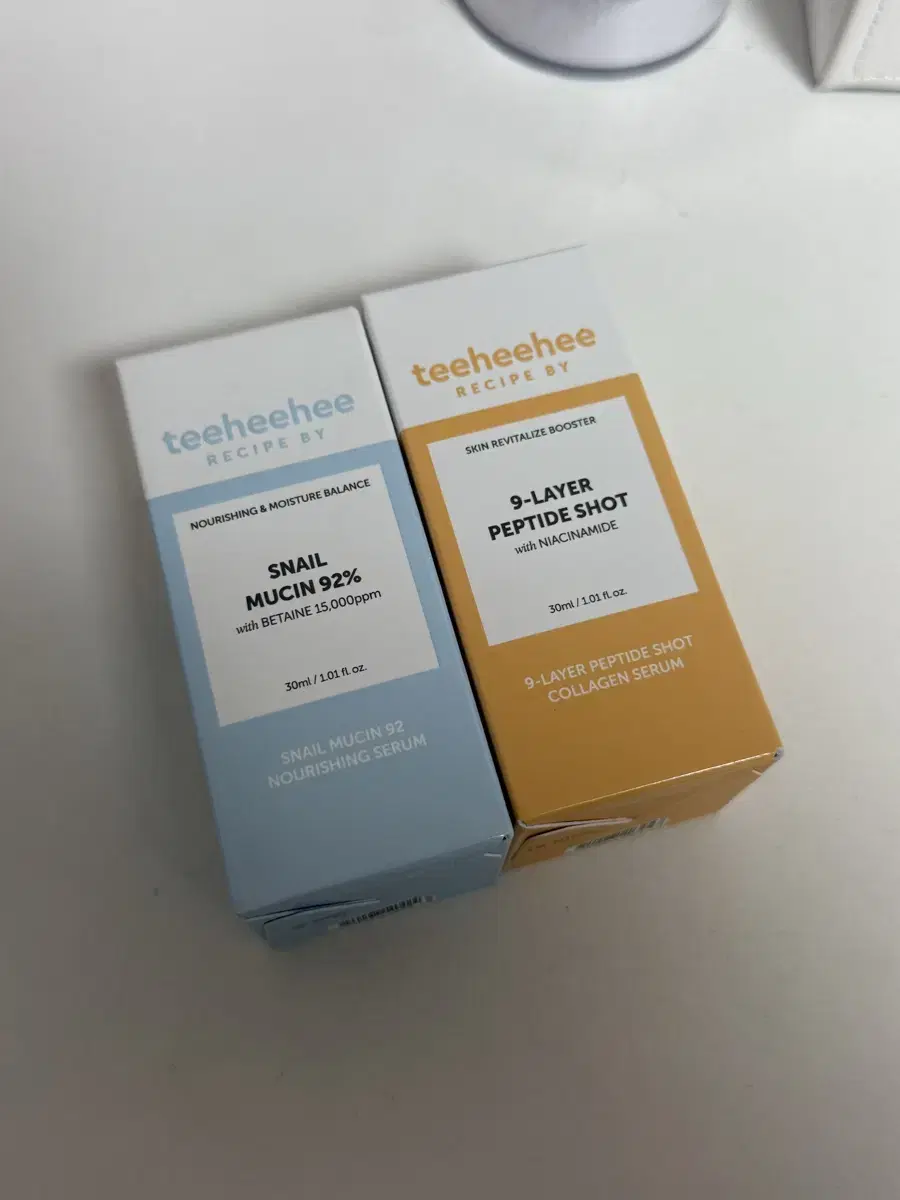 teeheehee
RECIPE BY
NOURISHING & MOISTURE BALANCE
SNAIL
MUCIN 92%
with BETAINE 15,000ppm
30ml / 1.01 fl. oz.
SNAIL MUCIN 92
NOURISHING SERUM
teeheehee
RECIPE BY
SKIN REVITALIZE BOOSTER
9-LAYER
PEPTIDE SHOT
with NIACINAMIDE
30ml / 1.01 fl. oz.
9-LAYER PEPTIDE SHOT
COLLAGEN SERUM